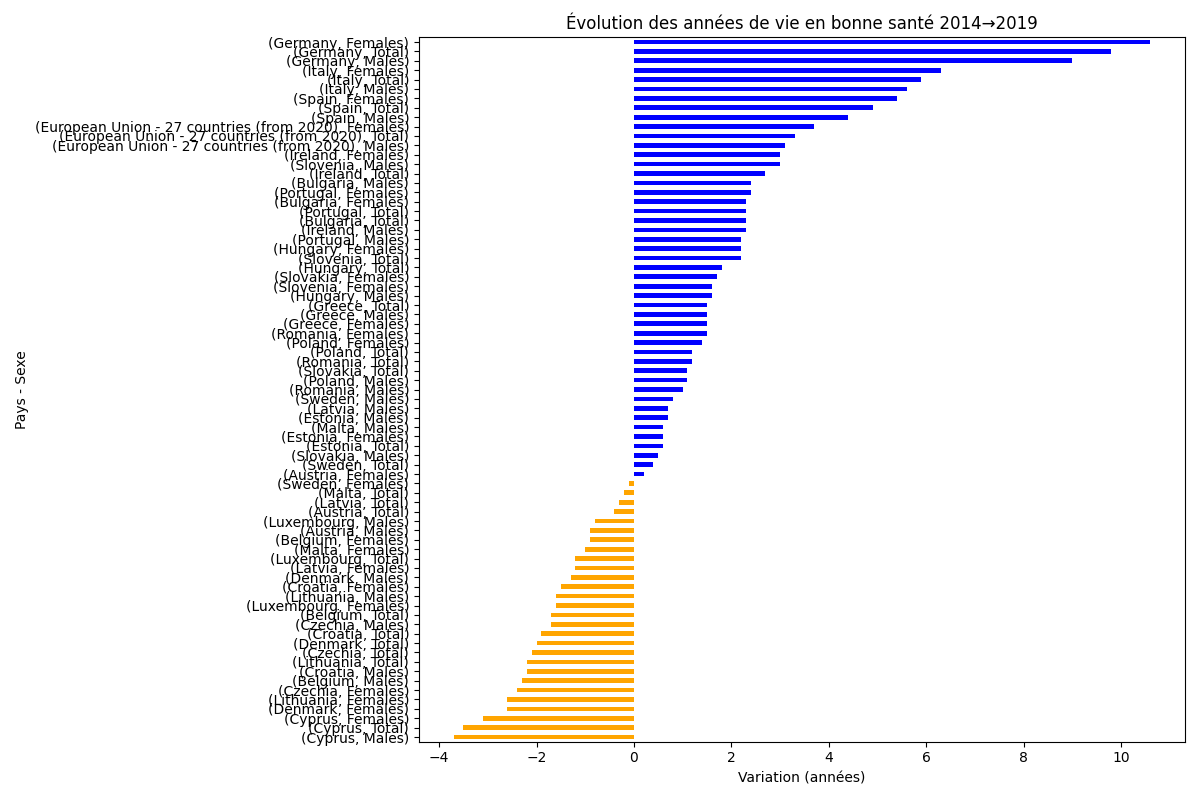 Évolution des années de vie en bonne santé 2014→2019
(Germany, Females)
(Germany, Total)
(Germany, Males)
(Italy, Females)
(Italy, Total)
(Italy, Males)
(Spain, Females)
(Spain, Total)
(Spain, Males)
(European Union - 27 countries (from 2020), Females)
(European Union - 27 countries (from 2020), Total)
(European Union - 27 countries (from 2020), Males)
(Ireland, Females)
(Slovenia, Males)
(Ireland, Total)
(Bulgaria, Males)
(Portugal, Females)
(Bulgaria, Females)
(Portugal, Total)
(Bulgaria, Total)
(Ireland, Males)
(Portugal, Males)
(Hungary, Females)
(Slovenia, Total)
(Hungary, Total)
(Slovakia, Females)
(Slovenia, Females)
(Hungary, Males)
(Greece, Total)
(Greece, Males)
(Greece, Females)
(Romania, Females)
(Poland, Females)
(Poland, Total)
(Romania, Total)
(Slovakia, Total)
(Poland, Males)
(Romania, Males)
(Sweden, Males)
(Latvia, Males)
(Estonia, Males)
(Malta, Males)
(Estonia, Females)
(Estonia, Total)
(Slovakia, Males)
(Sweden, Total)
(Austria, Females)
(Sweden, Females)
(Malta, Total)
(Latvia, Total)
(Austria, Total)
(Luxembourg, Males)
(Austria, Males)
(Belgium, Females)
(Malta, Females)
(Luxembourg, Total)
(Latvia, Females)
(Denmark, Males)
(Croatia, Females)
(Lithuania, Males)
(Luxembourg, Females)
(Belgium, Total)
(Czechia, Males)
(Croatia, Total)
(Denmark, Total)
(Czechia, Total)
(Lithuania, Total)
(Croatia, Males)
(Belgium, Males)
(Czechia, Females)
(Lithuania, Females)
(Denmark, Females)
(Cyprus, Females)
(Cyprus, Total)
(Cyprus, Males)
Pays - Sexe
−4 −2 0 2 4 6 8 10
Variation (années)